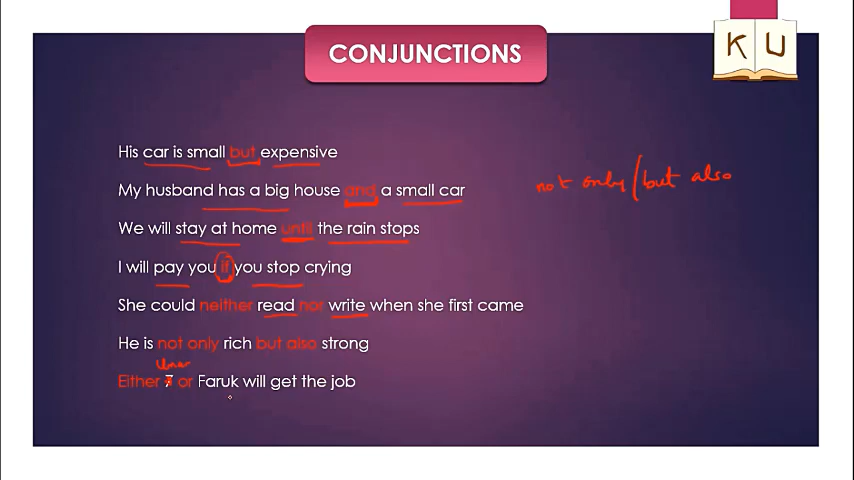 CONJUNCTIONS
K U
His car is small but expensive
My husband has a big house and a small car
not only/but also
We will stay at home until the rain stops
I will pay you if you stop crying
She could neither read nor write when she first came
He is not only rich but also strong
Either 7 or Faruk will get the job